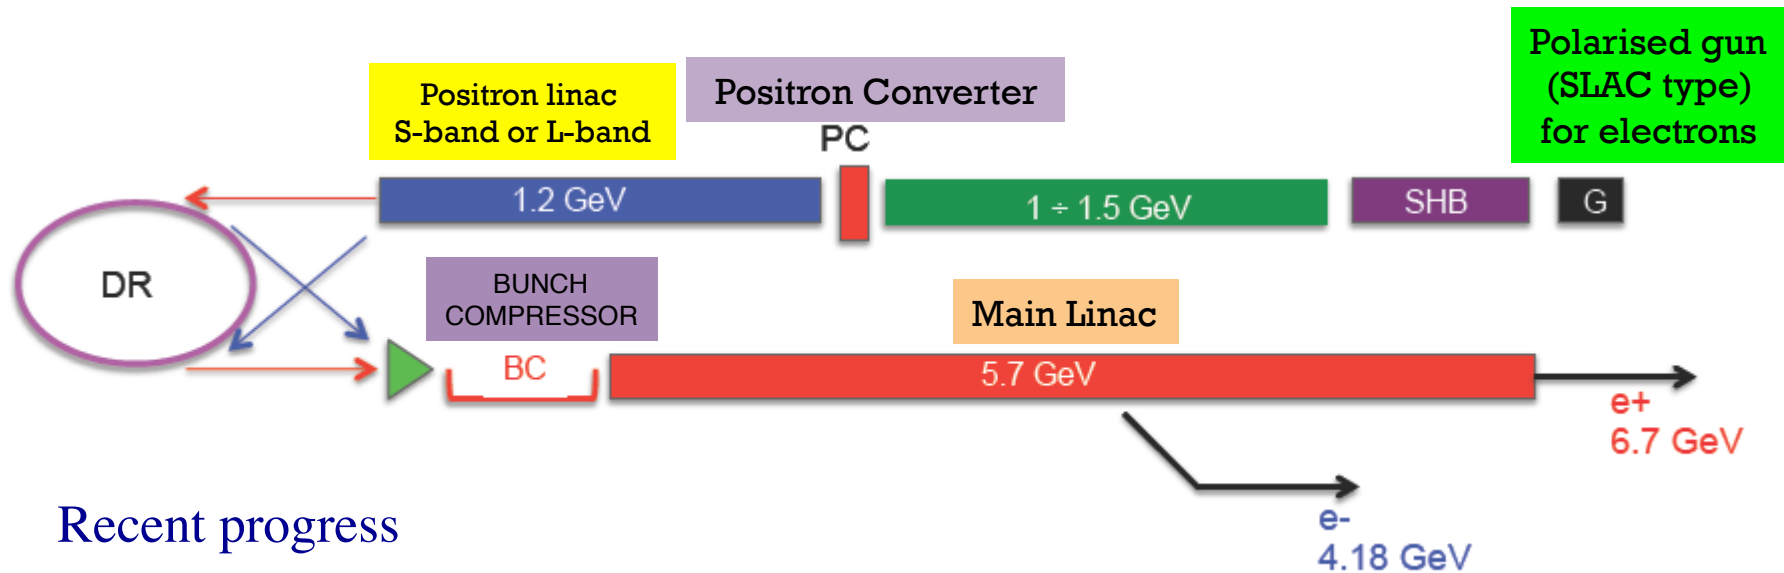 Polarised gun
(SLAC type)
for electrons
Positron linac
S-band or L-band
Positron Converter
PC
1.2 GeV
1 ÷ 1.5 GeV
SHB
G
DR
BUNCH
COMPRESSOR
Main Linac
BC
5.7 GeV
e+
6.7 GeV
e-
4.18 GeV
Recent progress